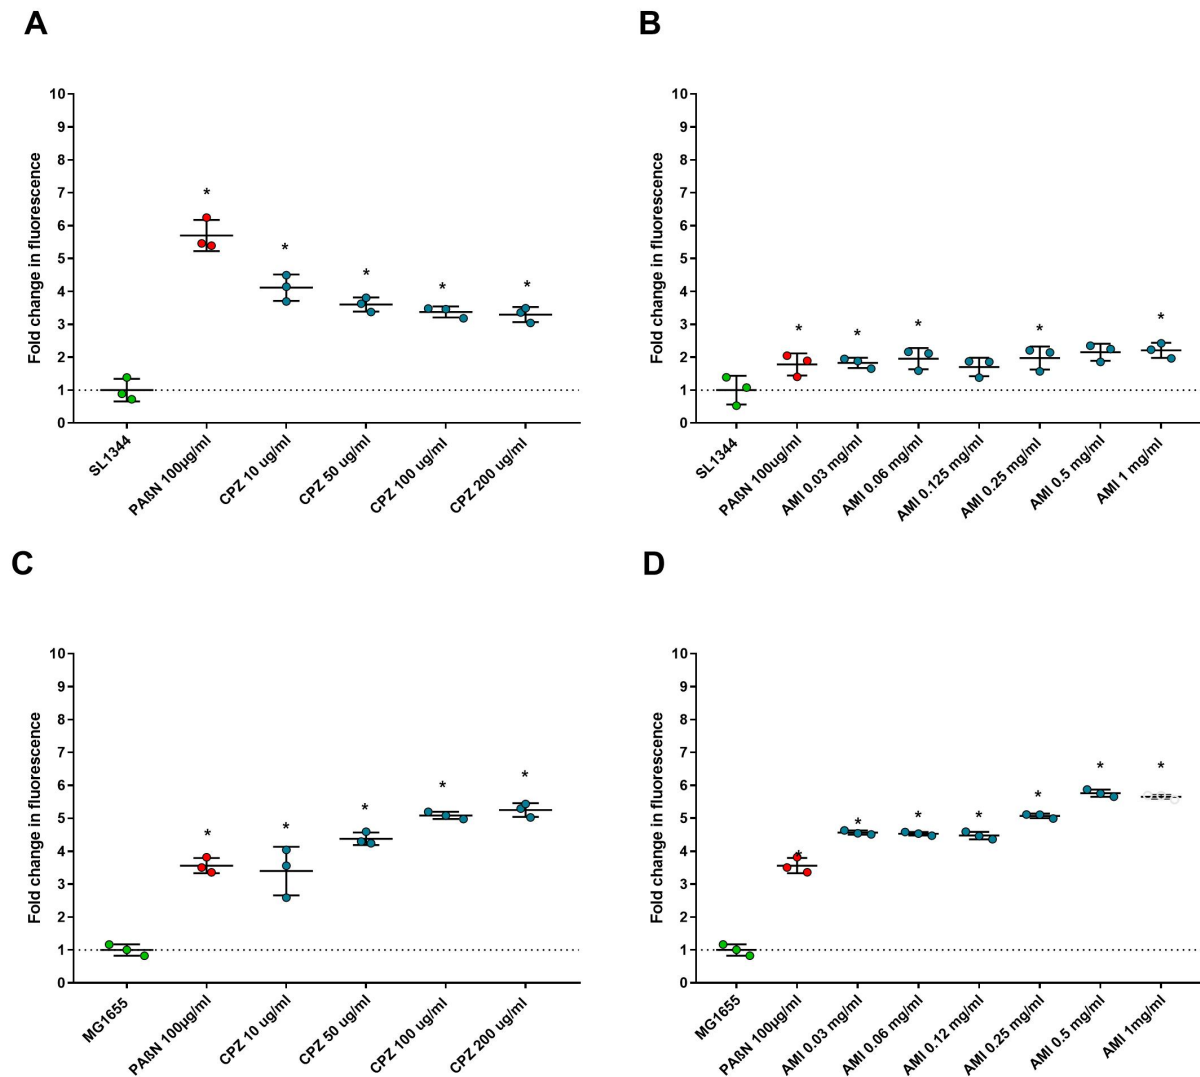 A
Fold change in fluorescence
10
9
8
7
6
5
4
3
2
1
0
*
*
*
*
*
SL1344
PAßN 100µg/ml
CPZ 10 ug/ml
CPZ 50 ug/ml
CPZ 100 ug/ml
CPZ 200 ug/ml
B
Fold change in fluorescence
10
9
8
7
6
5
4
3
2
1
0
*
*
*
*
*
SL1344
PAßN 100ug/ml
AMI 0.03 mg/ml
AMI 0.06 mg/ml
AMI 0.125 mg/ml
AMI 0.25 mg/ml
AMI 0.5 mg/ml
AMI 1 mg/ml
C
Fold change in fluorescence
10
9
8
7
6
5
4
3
2
1
0
*
*
*
*
*
MG1655
PAßN 100µg/ml
CPZ 10 ug/ml
CPZ 50 ug/ml
CPZ 100 ug/ml
CPZ 200 ug/ml
D
Fold change in fluorescence
10
9
8
7
6
5
4
3
2
1
0
*
*
*
*
*
*
*
MG1655
PAßN 100µg/ml
AMI 0.03 mg/ml
AMI 0.06 mg/ml
AMI 0.12 mg/ml
AMI 0.25 mg/ml
AMI 0.5 mg/ml
AMI 1mg/ml